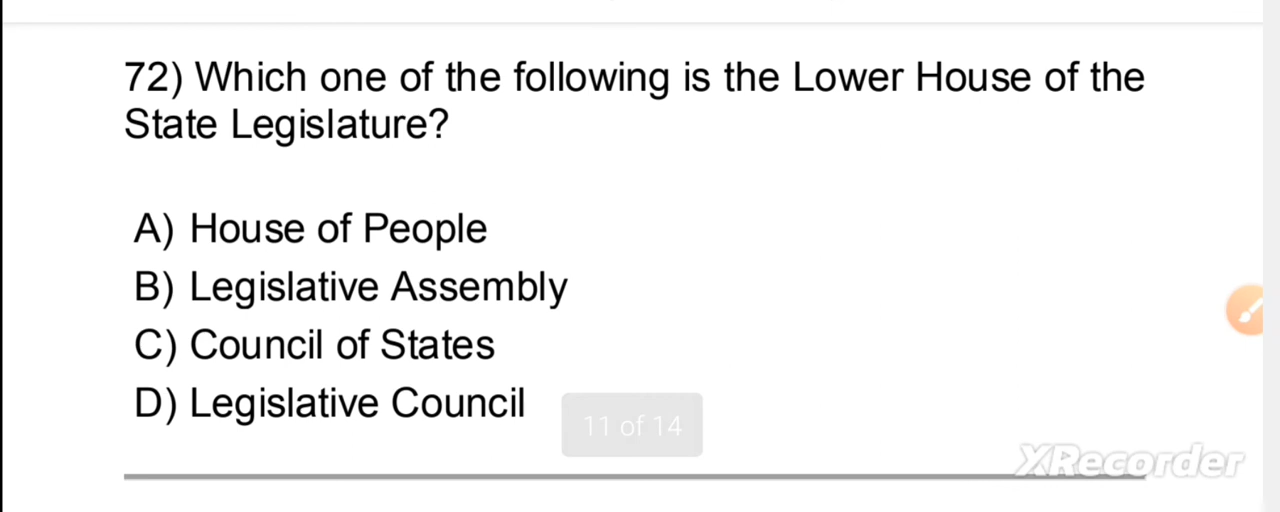 72) Which one of the following is the Lower House of the
State Legislature?
A) House of People
B) Legislative Assembly
C) Council of States
D) Legislative Council
11 of 14
XRecorder